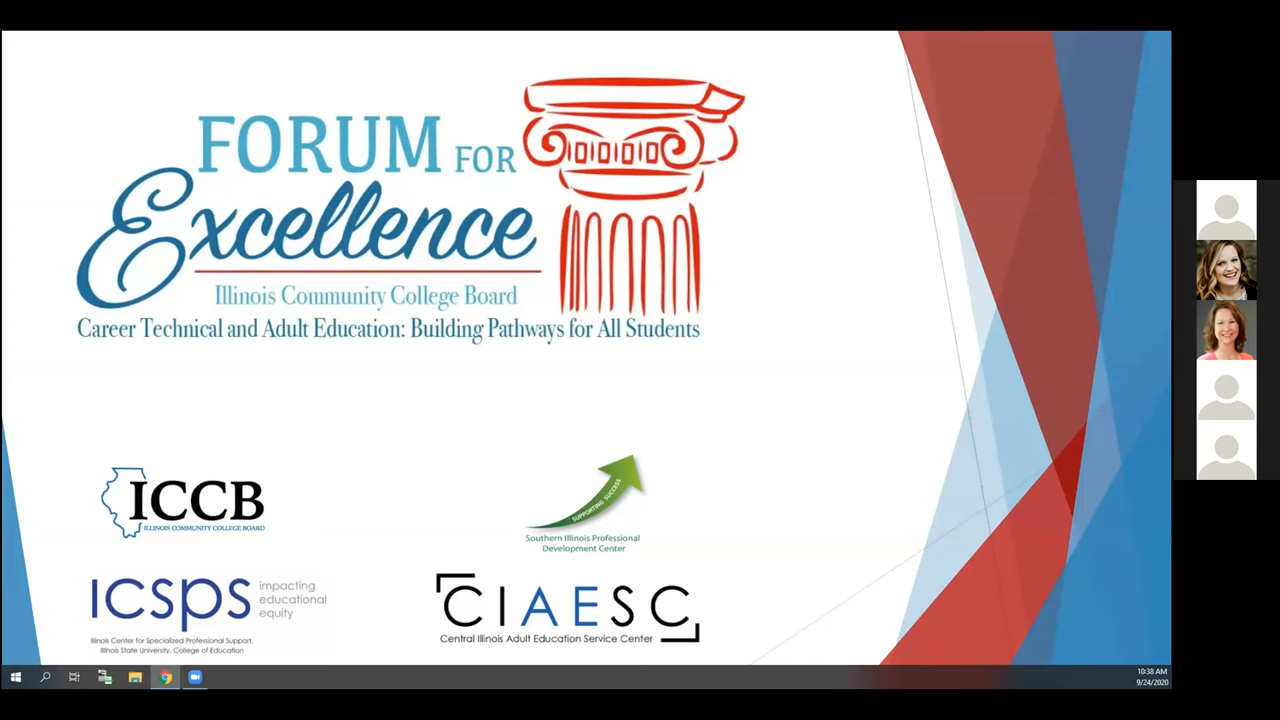 FORUM FOR
Excellence
Illinois Community College Board
Career Technical and Adult Education: Building Pathways for All Students
ICCB
ILLINOIS COMMUNITY COLLEGE BOARD
SUPPORTING SUCCESS
Southern Illinois Professional
Development Center
ICSPS
impacting
educational
equity
Illinois Center for Specialized Professional Support,
Illinois State University, College of Education
CIAESC
Central Illinois Adult Education Service Center
10:38 AM
9/24/2020